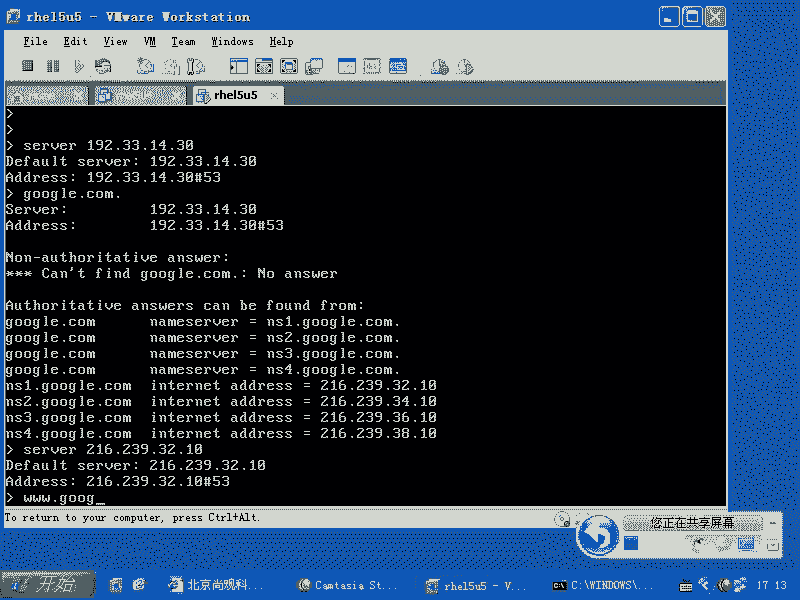 rhel5u5 - VMware Workstation
File Edit View VM Team Windows Help
rhel5u5
>
>
> server 192.33.14.30
Default server: 192.33.14.30
Address: 192.33.14.30#53
> google.com.
Server: 192.33.14.30
Address: 192.33.14.30#53
Non-authoritative answer:
*** Can't find google.com.: No answer
Authoritative answers can be found from:
google.com nameserver = ns1.google.com.
google.com nameserver = ns2.google.com.
google.com nameserver = ns3.google.com.
google.com nameserver = ns4.google.com.
ns1.google.com internet address = 216.239.32.10
ns2.google.com internet address = 216.239.34.10
ns3.google.com internet address = 216.239.36.10
ns4.google.com internet address = 216.239.38.10
> server 216.239.32.10
Default server: 216.239.32.10
Address: 216.239.32.10#53
> www.goog_
To return to your computer, press Ctrl+Alt.
您正在共享屏幕
开始 北京尚观科... Camtasia St... rhel5u5 - V... C:\WINDOWS\... 17 13